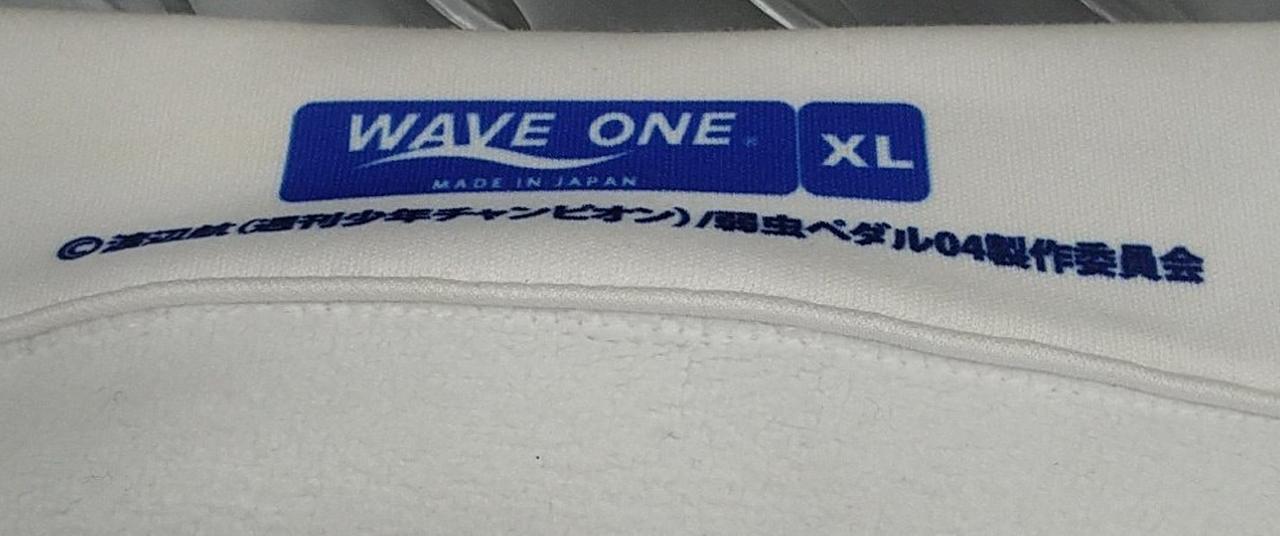 WAVE ONE®
MADE IN JAPAN
XL
©渡辺航(週刊少年チャンピオン)/弱虫ペダル04製作委員会